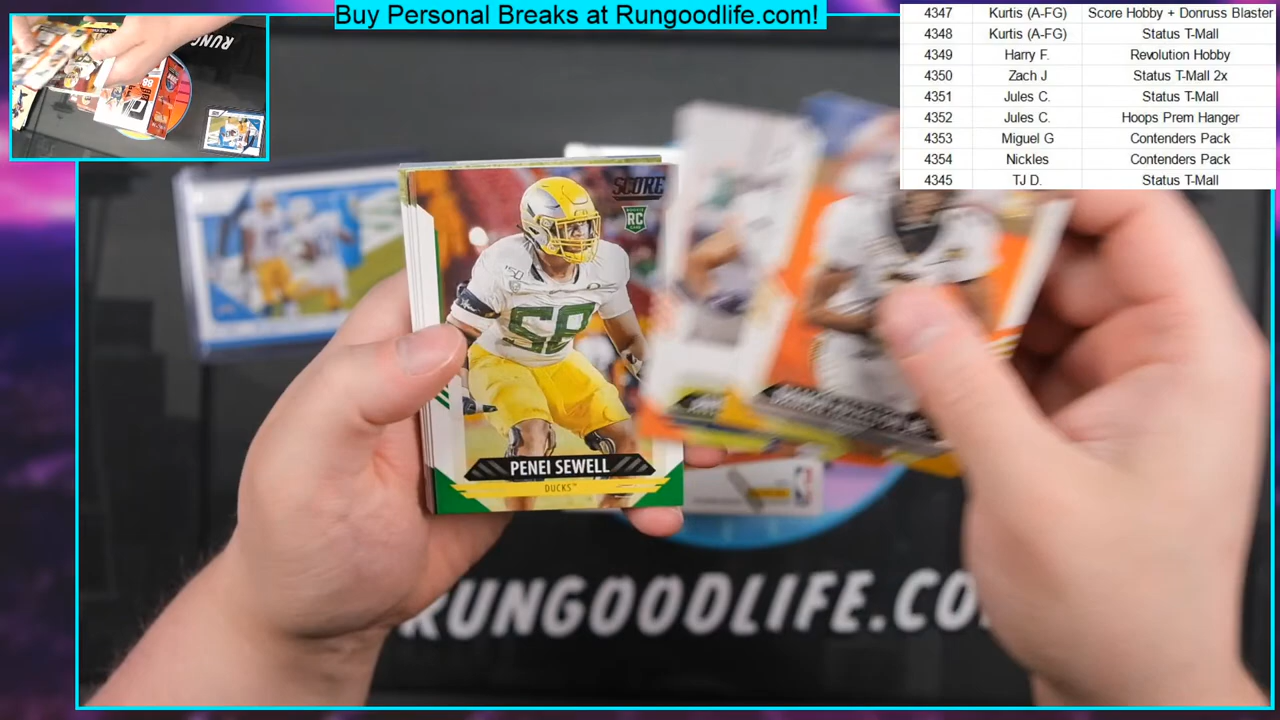 Buy Personal Breaks at Rungoodlife.com!
4347 Kurtis (A-FG) Score Hobby + Donruss Blaster
4348 Kurtis (A-FG) Status T-Mall
4349 Harry F. Revolution Hobby
4350 Zach J Status T-Mall 2x
4351 Jules C. Status T-Mall
4352 Jules C. Hoops Prem Hanger
4353 Miguel G Contenders Pack
4354 Nickles Contenders Pack
4345 TJ D. Status T-Mall
RUNGOOD
SCORE
RC
58
PENEI SEWELL
DUCKS
RUNGOODLIFE.CO